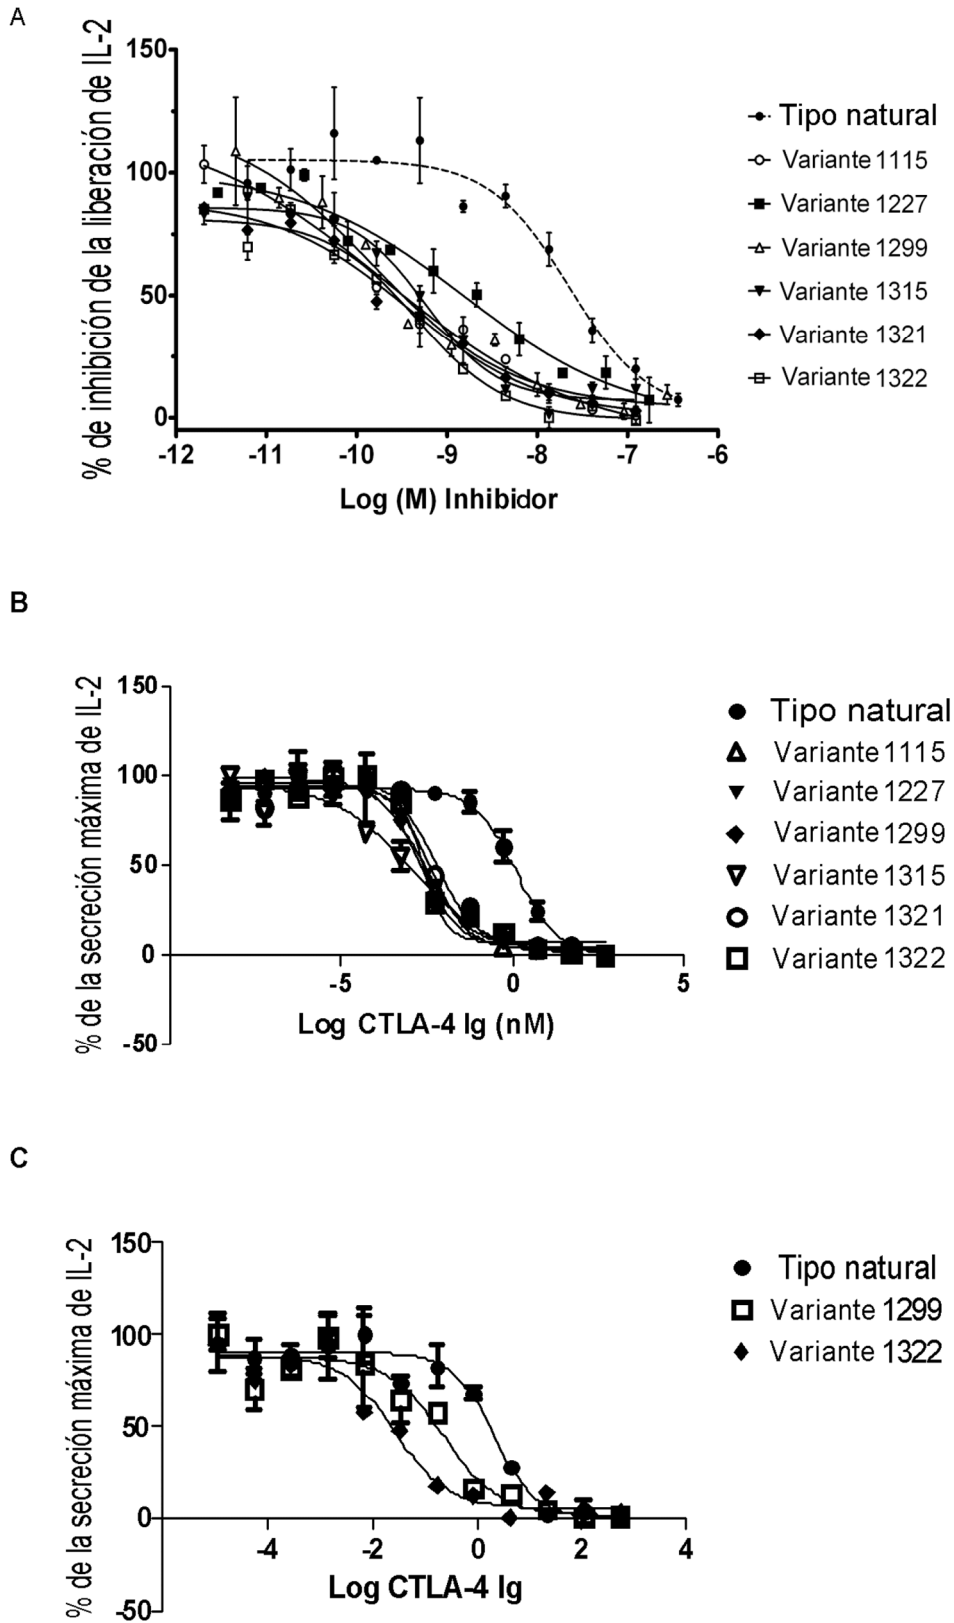 A
% de inhibición de la liberación de IL-2
150
100
50
0
-12 -11 -10 -9 -8 -7 -6
Log (M) Inhibidor
Tipo natural
Variante 1115
Variante 1227
Variante 1299
Variante 1315
Variante 1321
Variante 1322
B
% de la secreción máxima de IL-2
150
100
50
0
-50
-5 0 5
Log CTLA-4 Ig (nM)
Tipo natural
Variante 1115
Variante 1227
Variante 1299
Variante 1315
Variante 1321
Variante 1322
C
% de la secreción máxima de IL-2
150
100
50
0
-50
-4 -2 0 2 4
Log CTLA-4 Ig
Tipo natural
Variante 1299
Variante 1322